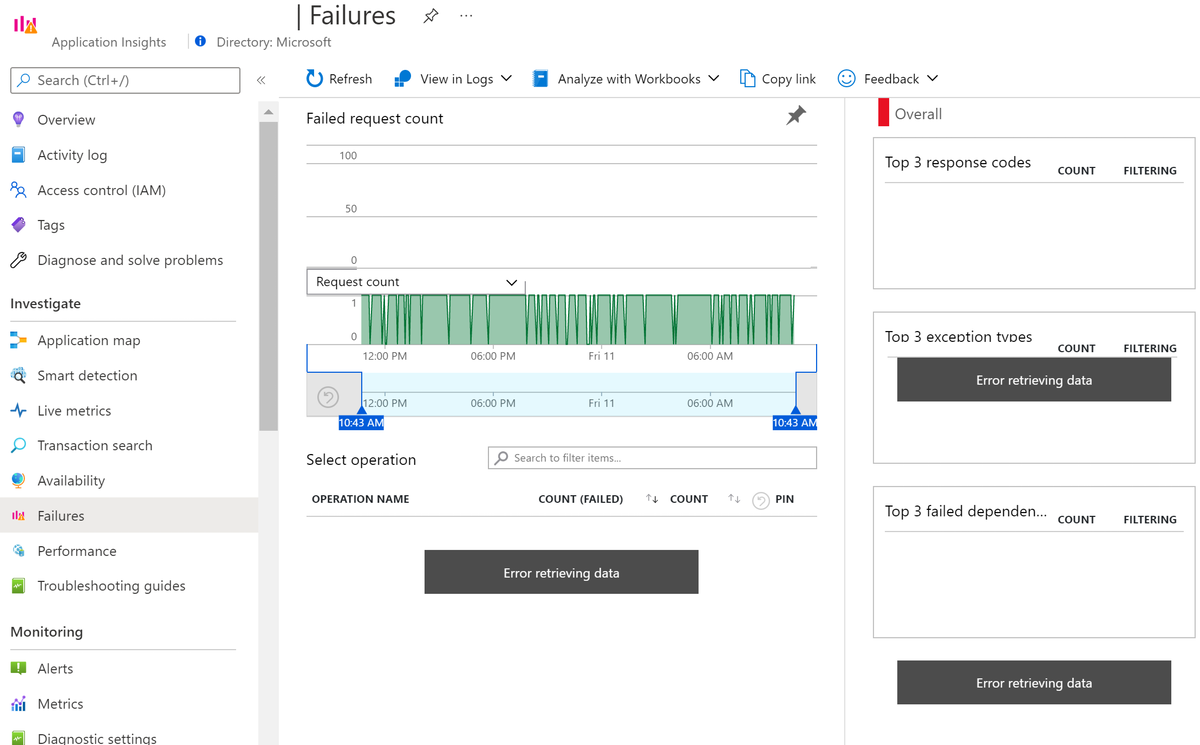 | Failures
...
Application Insights
Directory: Microsoft
Search (Ctrl+/)
«
Overview
Activity log
Access control (IAM)
Tags
Diagnose and solve problems
Investigate
Application map
Smart detection
Live metrics
Transaction search
Availability
Failures
Performance
Troubleshooting guides
Monitoring
Alerts
Metrics
Diagnostic settings
Refresh
View in Logs
Analyze with Workbooks
Copy link
Feedback
Failed request count
100
50
0
Request count
1
0
12:00 PM 06:00 PM Fri 11 06:00 AM
12:00 PM 06:00 PM Fri 11 06:00 AM
10:43 AM 10:43 AM
Select operation
Search to filter items...
OPERATION NAME COUNT (FAILED) COUNT PIN
Error retrieving data
Overall
Top 3 response codes COUNT FILTERING
Top 3 exception types COUNT FILTERING
Error retrieving data
Top 3 failed dependen... COUNT FILTERING
Error retrieving data